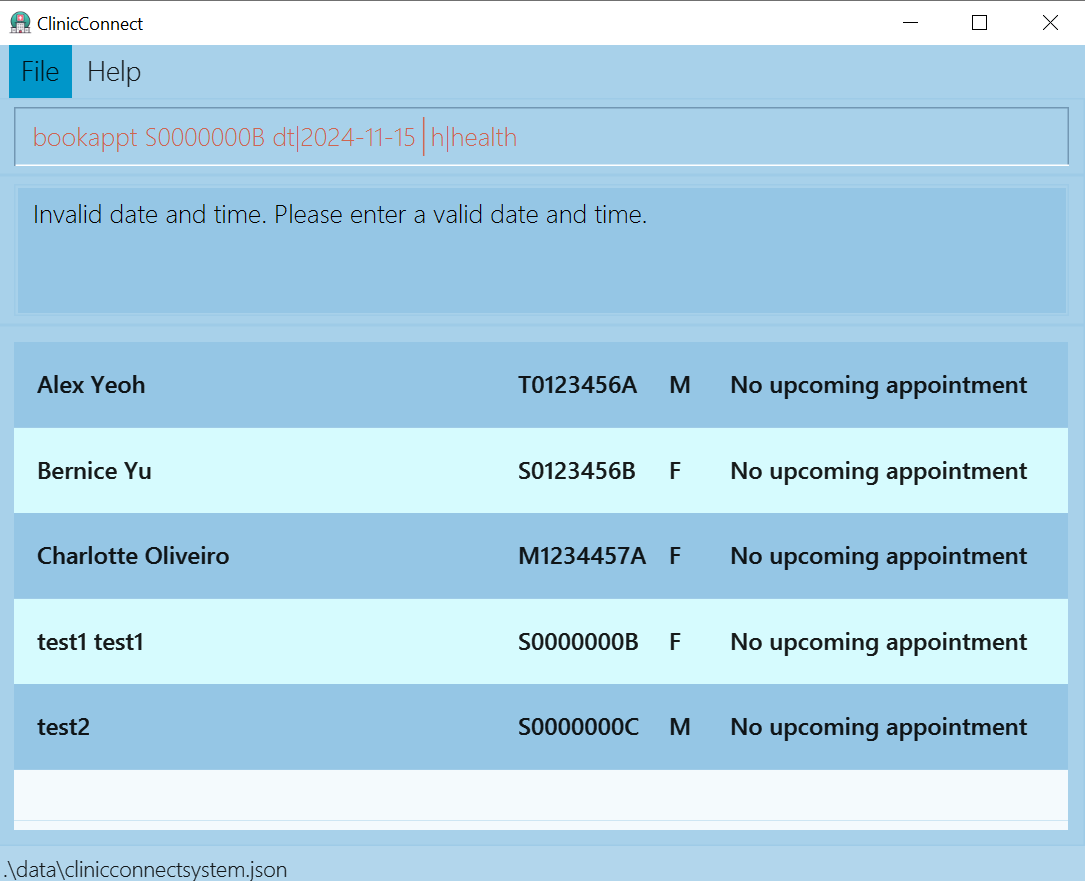 ClinicConnect
File Help
bookappt S0000000B dt|2024-11-15 h|health
Invalid date and time. Please enter a valid date and time.
Alex Yeoh T0123456A M No upcoming appointment
Bernice Yu S0123456B F No upcoming appointment
Charlotte Oliveiro M1234457A F No upcoming appointment
test1 test1 S0000000B F No upcoming appointment
test2 S0000000C M No upcoming appointment
.\data\clinicconnectsystem.json